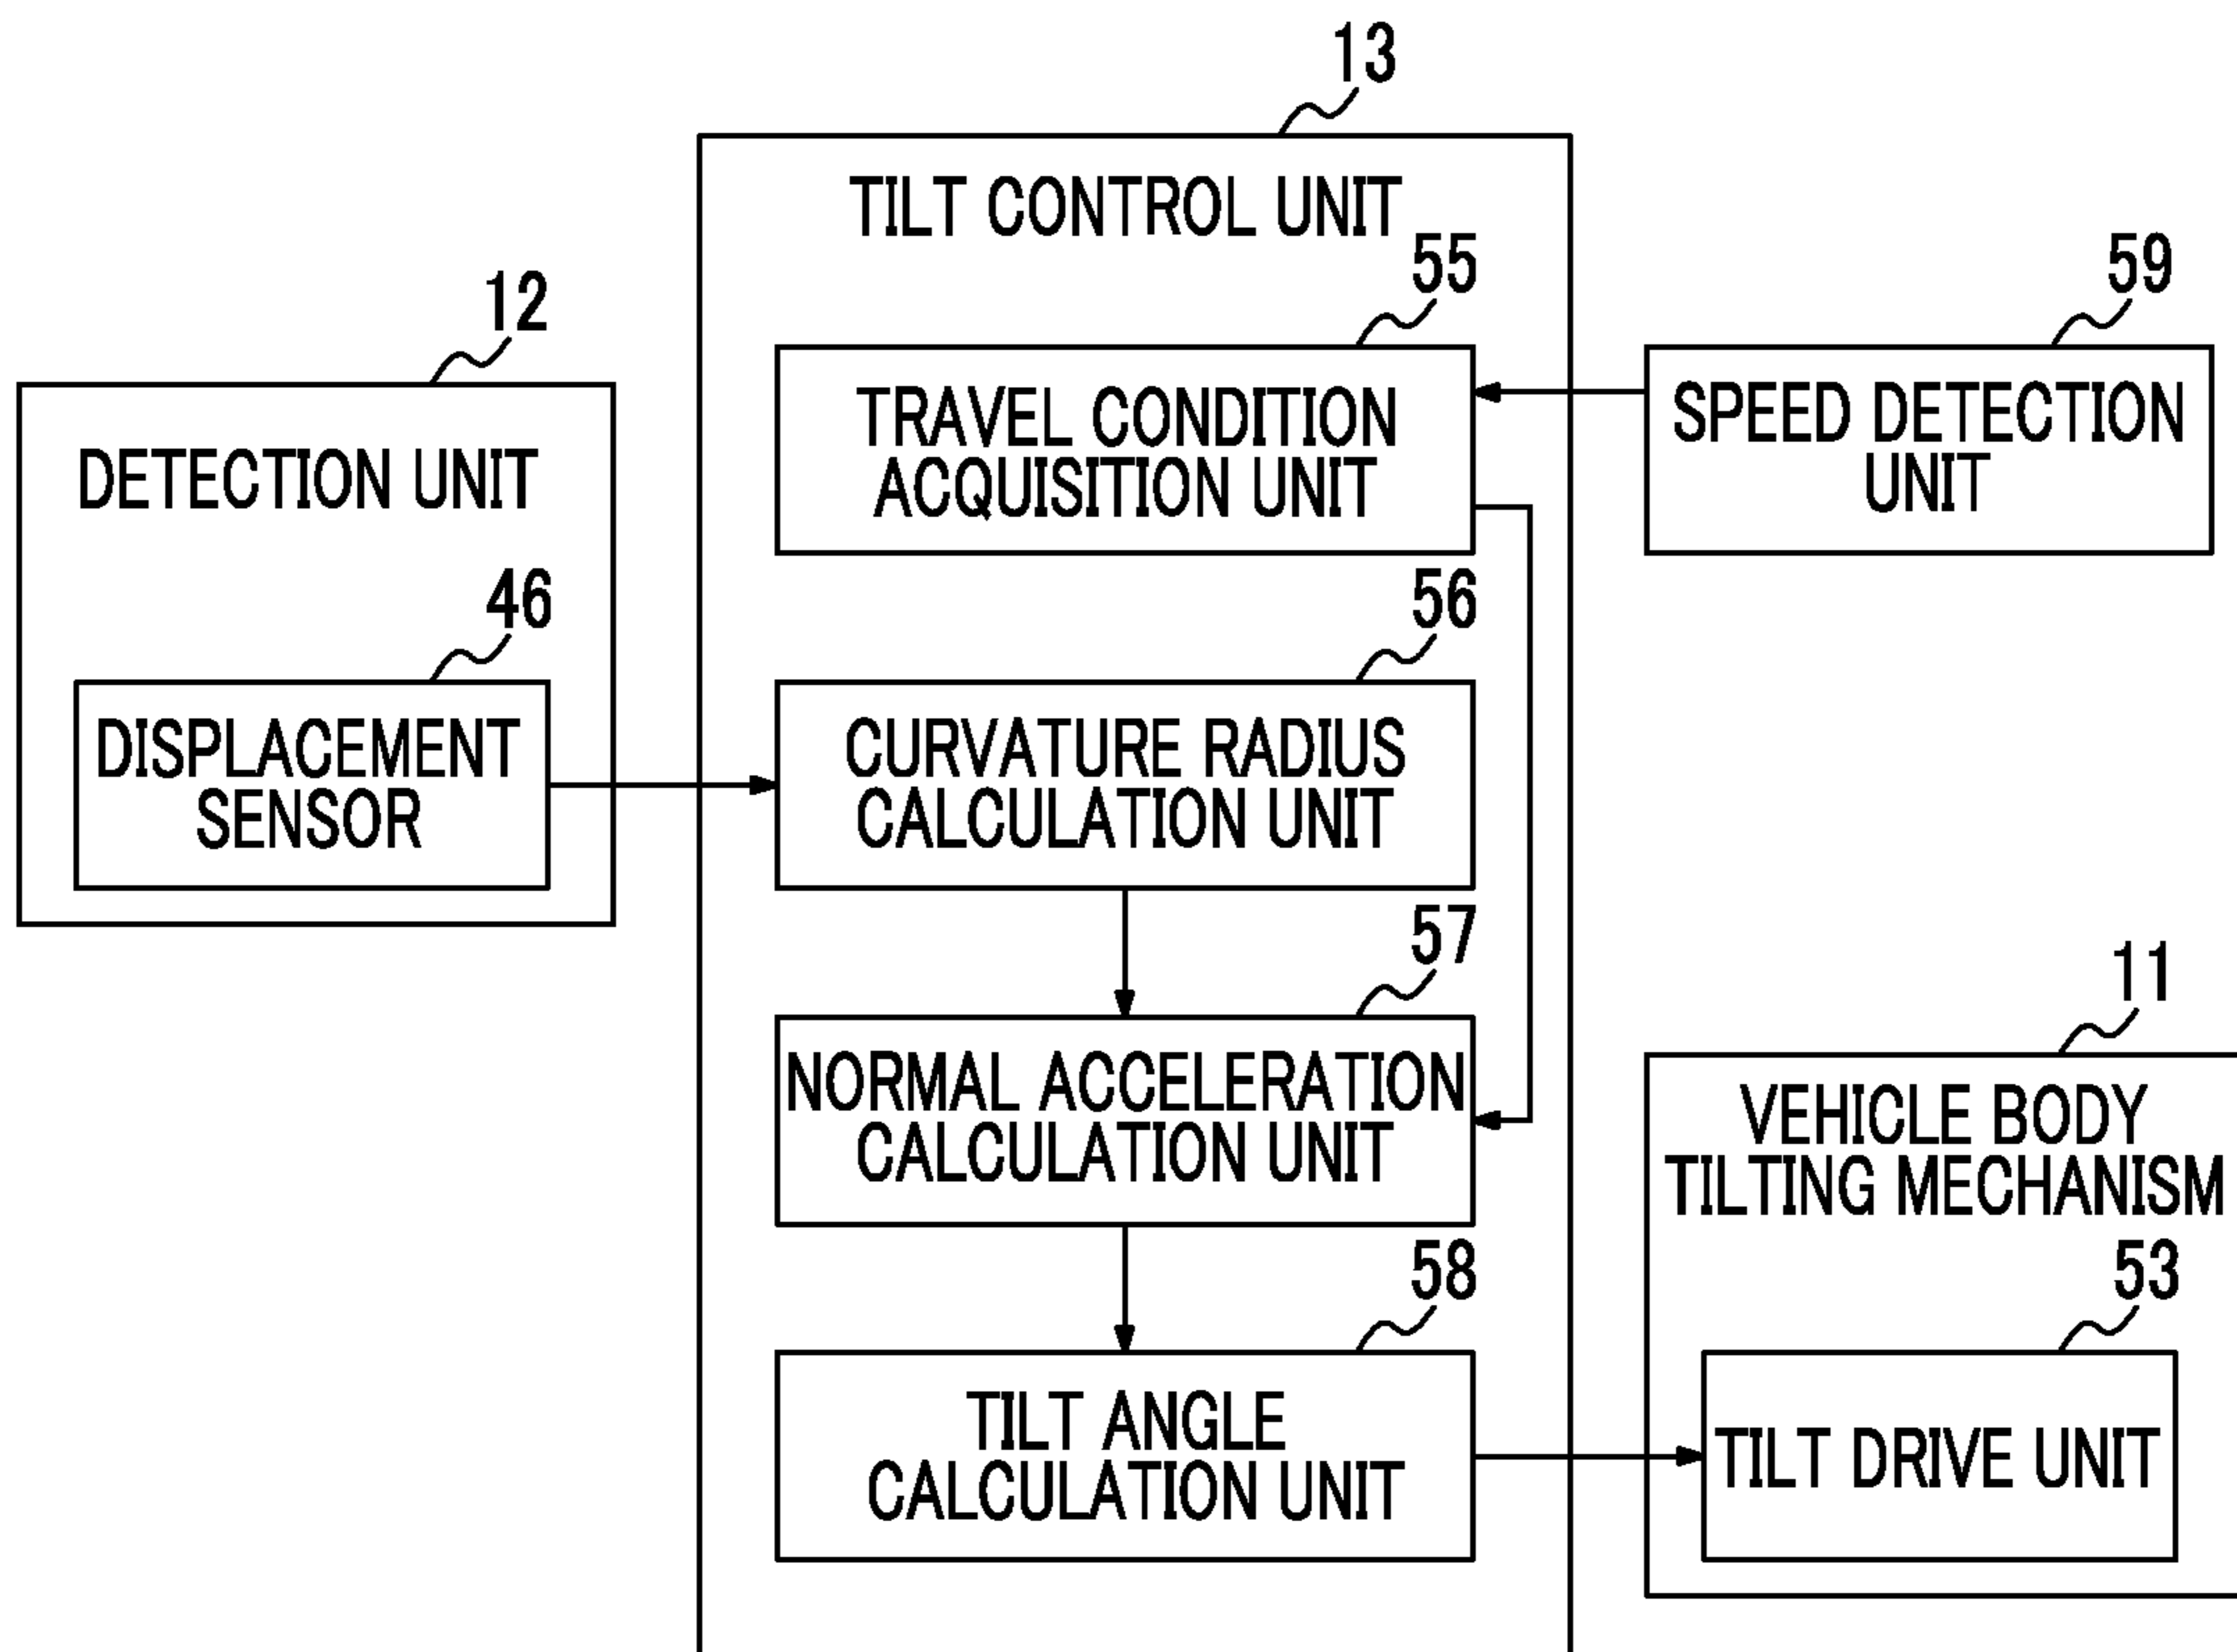 13
TILT CONTROL UNIT
12
DETECTION UNIT
46
DISPLACEMENT
SENSOR
55
TRAVEL CONDITION
ACQUISITION UNIT
59
SPEED DETECTION
UNIT
56
CURVATURE RADIUS
CALCULATION UNIT
57
NORMAL ACCELERATION
CALCULATION UNIT
58
TILT ANGLE
CALCULATION UNIT
11
VEHICLE BODY
TILTING MECHANISM
53
TILT DRIVE UNIT